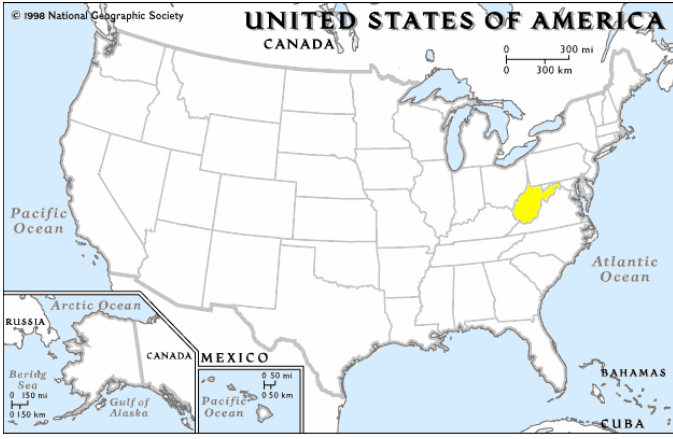 © 1998 National Geographic Society
UNITED STATES OF AMERICA
CANADA
0 300 mi
0 300 km
Pacific
Ocean
Atlantic
Ocean
Arctic Ocean
RUSSIA
CANADA
MEXICO
Bering
Sea
0 150 mi
0 150 km
Gulf of
Alaska
0 50 mi
0 50 km
Pacific
Ocean
BAHAMAS
CUBA